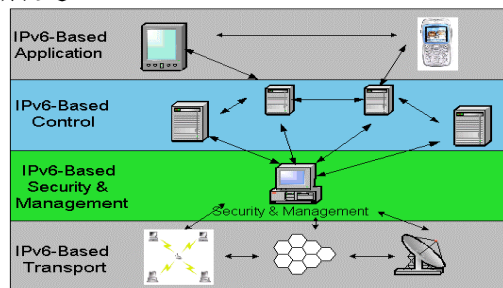 IPv6-Based
Application
IPv6-Based
Control
IPv6-Based
Security &
Management
Security & Management
IPv6-Based
Transport